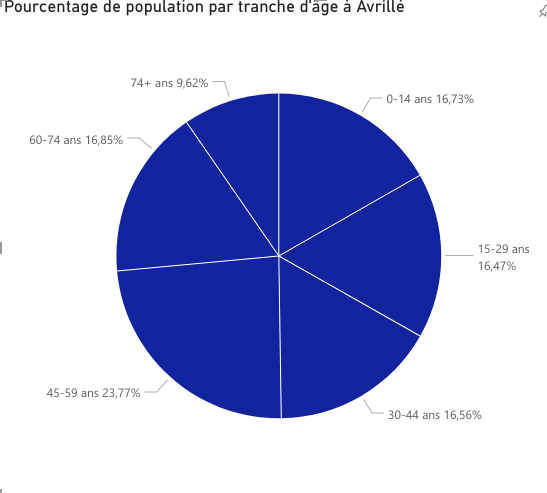 Pourcentage de population par tranche d'âge à Avrillé
74+ ans 9,62%
0-14 ans 16,73%
60-74 ans 16,85%
15-29 ans
16,47%
45-59 ans 23,77%
30-44 ans 16,56%